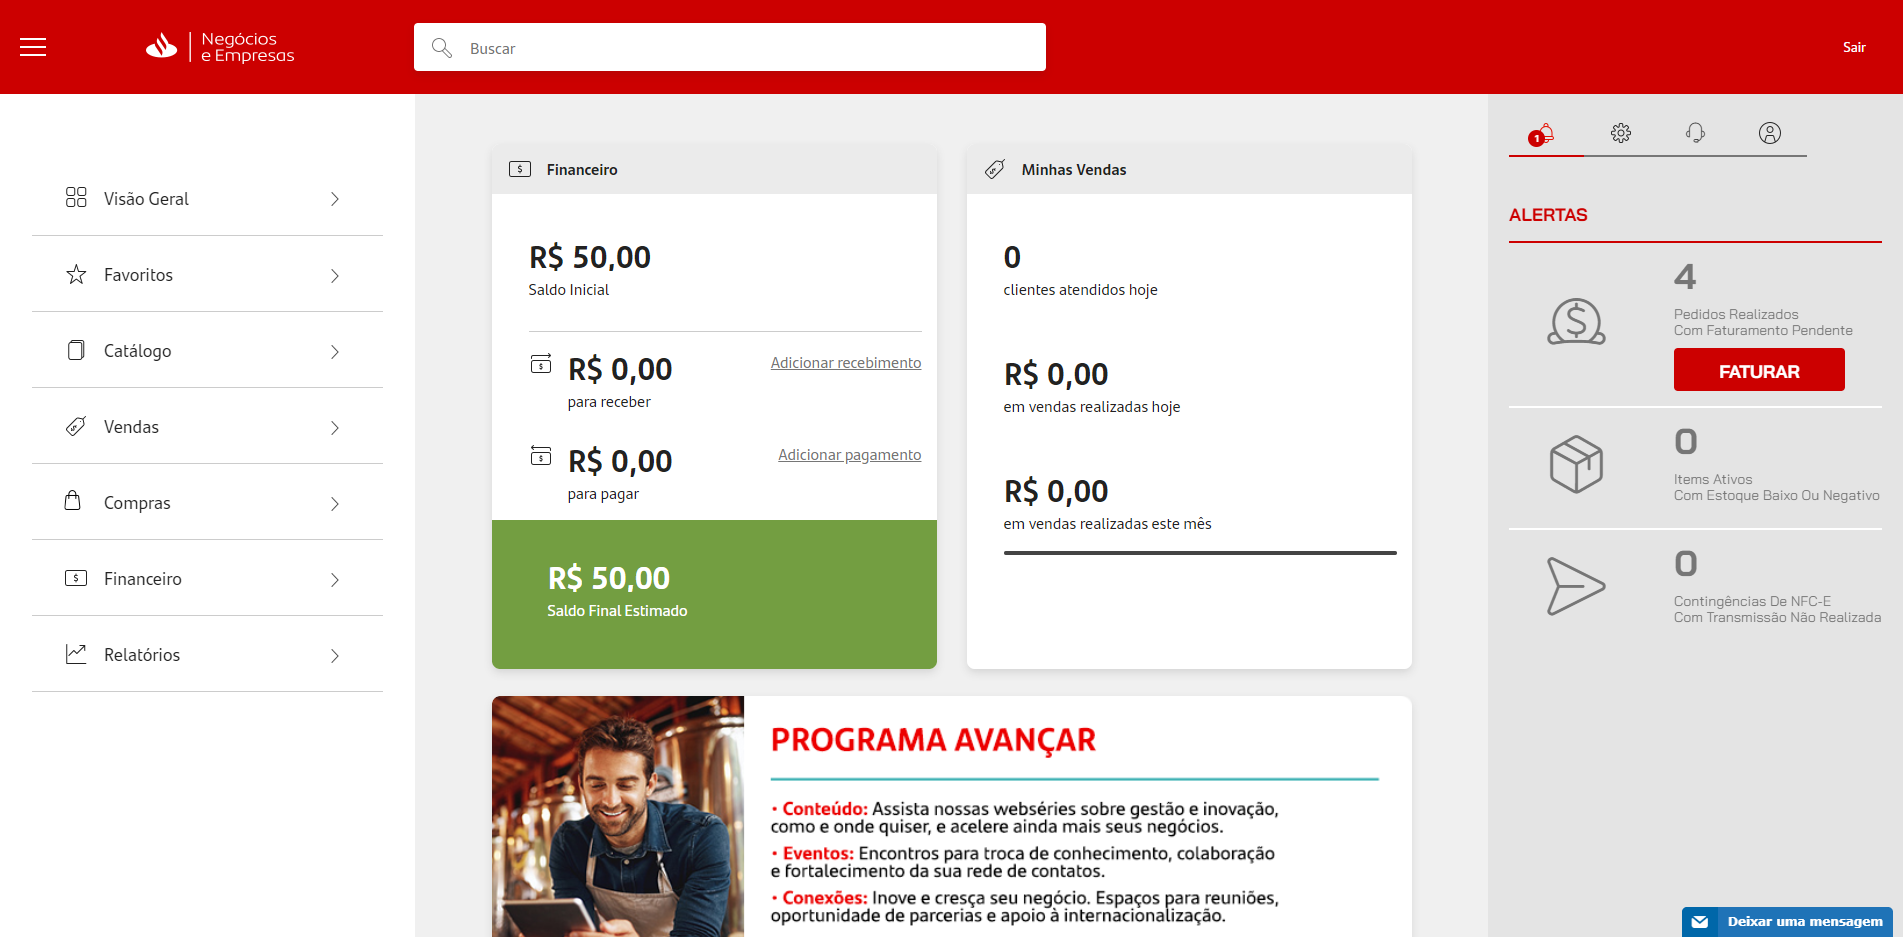 Negócios
e Empresas
Buscar
Sair
Visão Geral
Favoritos
Catálogo
Vendas
Compras
Financeiro
Relatórios
Financeiro
R$ 50,00
Saldo Inicial
R$ 0,00
Adicionar recebimento
para receber
R$ 0,00
Adicionar pagamento
para pagar
R$ 50,00
Saldo Final Estimado
Minhas Vendas
0
clientes atendidos hoje
R$ 0,00
em vendas realizadas hoje
R$ 0,00
em vendas realizadas este mês
PROGRAMA AVANÇAR
• Conteúdo: Assista nossas webséries sobre gestão e inovação,
como e onde quiser, e acelere ainda mais seus negócios.
• Eventos: Encontros para troca de conhecimento, colaboração
e fortalecimento da sua rede de contatos.
• Conexões: Inove e cresça seu negócio. Espaços para reuniões,
oportunidade de parcerias e apoio à internacionalização.
1
ALERTAS
4
Pedidos Realizados
Com Faturamento Pendente
FATURAR
0
Items Ativos
Com Estoque Baixo Ou Negativo
0
Contingências De NFC-E
Com Transmissão Não Realizada
Deixar uma mensagem